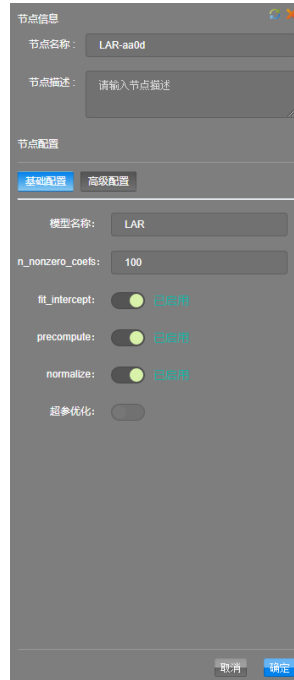 节点信息
节点名称： LAR-aa0d
节点描述： 请输入节点描述
节点配置
基础配置 高级配置
模型名称： LAR
n_nonzero_coefs： 100
fit_intercept： 已启用
precompute： 已启用
normalize： 已启用
超参优化：
取消 确定